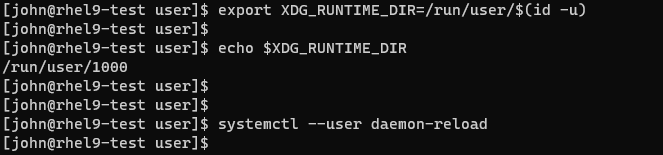 [john@rhel9-test user]$ export XDG_RUNTIME_DIR=/run/user/$(id -u)
[john@rhel9-test user]$
[john@rhel9-test user]$ echo $XDG_RUNTIME_DIR
/run/user/1000
[john@rhel9-test user]$
[john@rhel9-test user]$
[john@rhel9-test user]$ systemctl --user daemon-reload
[john@rhel9-test user]$